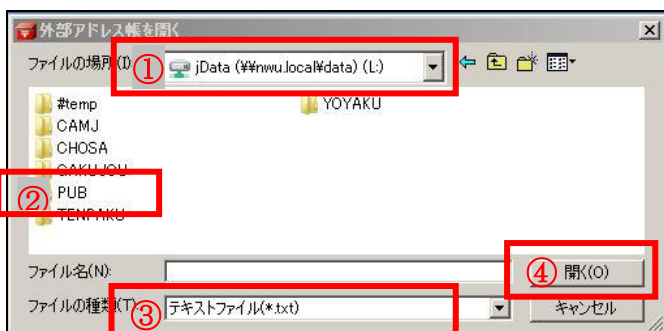 外部アドレス帳を開く
ファイルの場所(I) ① jData (¥¥nwu.local¥data) (L:)
#temp YOYAKU
CAMJ
CHOSA
GAKUJOU
② PUB
TENPAKU
ファイル名(N): ④ 開く(O)
ファイルの種類(T): ③ テキストファイル(*.txt) キャンセル